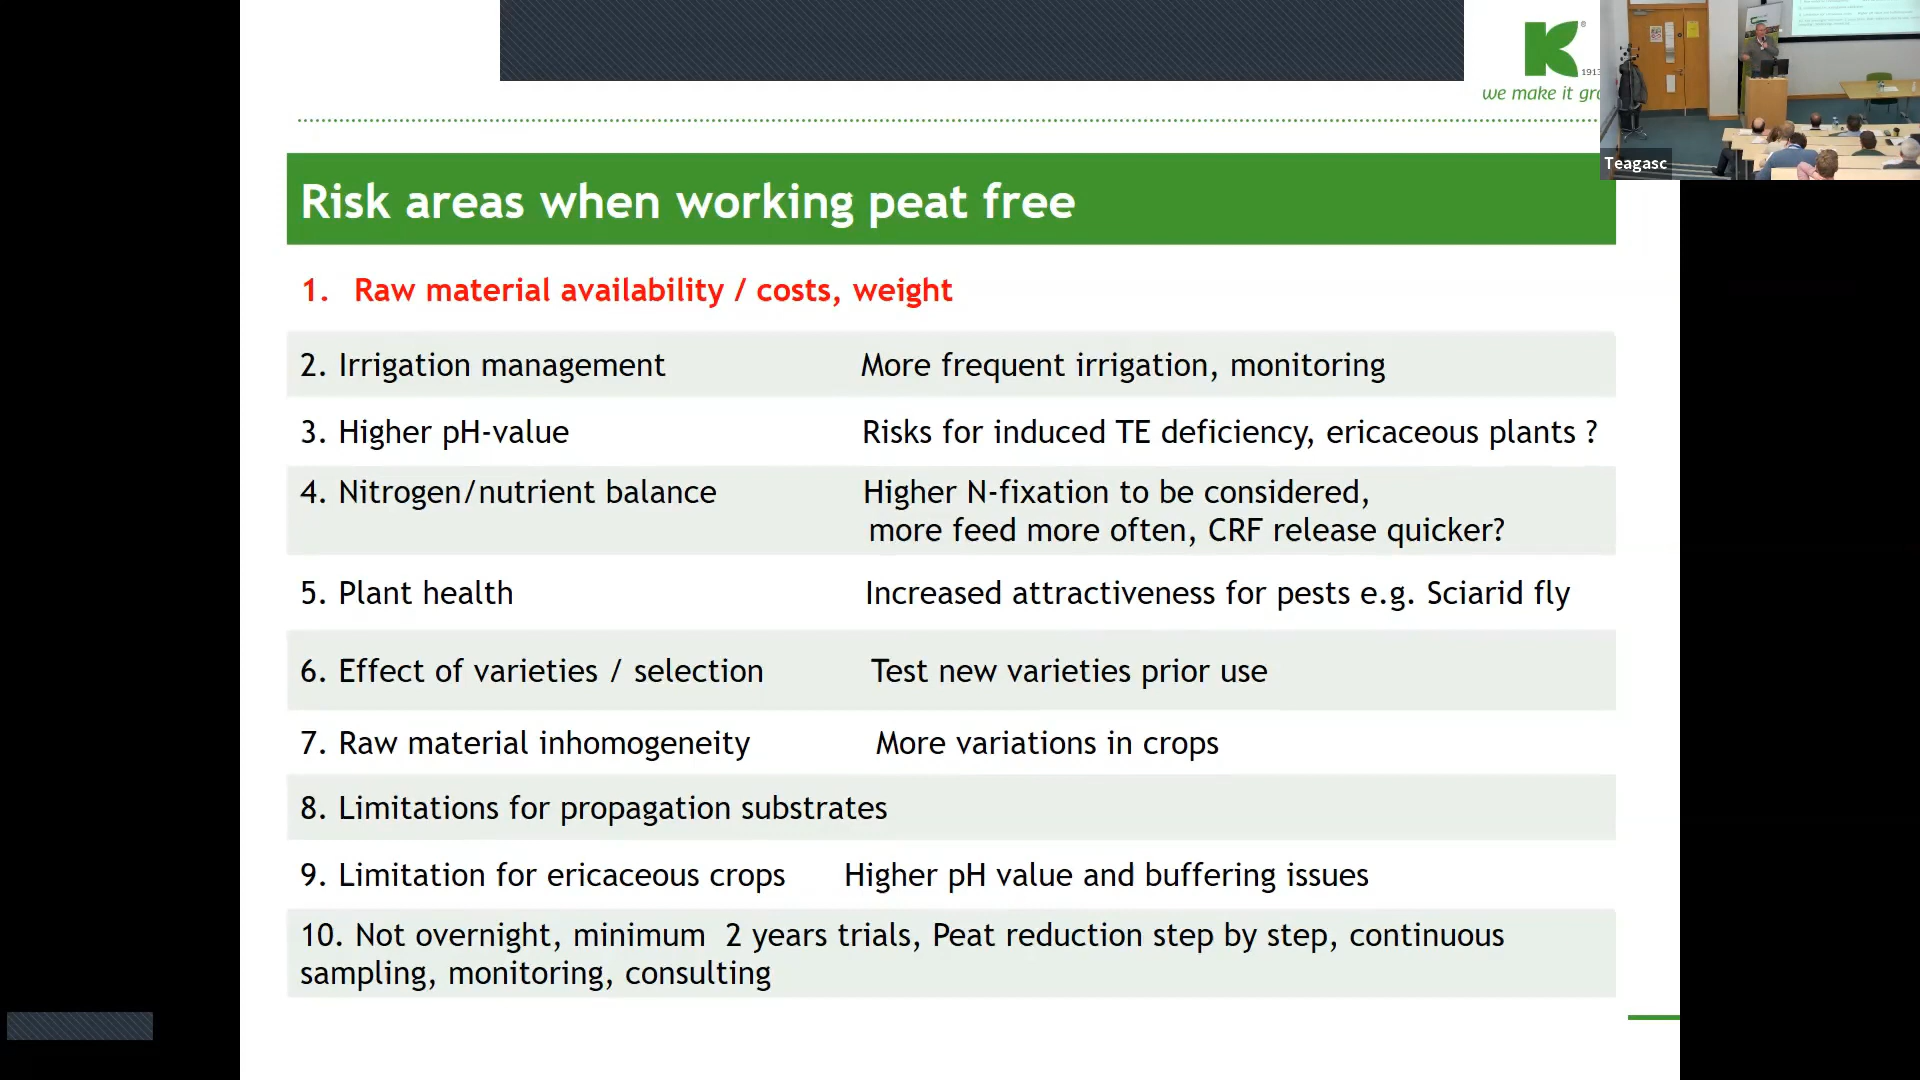 K
®
1913
we make it gr
Teagasc
Risk areas when working peat free
1. Raw material availability / costs, weight
2. Irrigation management More frequent irrigation, monitoring
3. Higher pH-value Risks for induced TE deficiency, ericaceous plants ?
4. Nitrogen/nutrient balance Higher N-fixation to be considered,
more feed more often, CRF release quicker?
5. Plant health Increased attractiveness for pests e.g. Sciarid fly
6. Effect of varieties / selection Test new varieties prior use
7. Raw material inhomogeneity More variations in crops
8. Limitations for propagation substrates
9. Limitation for ericaceous crops Higher pH value and buffering issues
10. Not overnight, minimum 2 years trials, Peat reduction step by step, continuous
sampling, monitoring, consulting